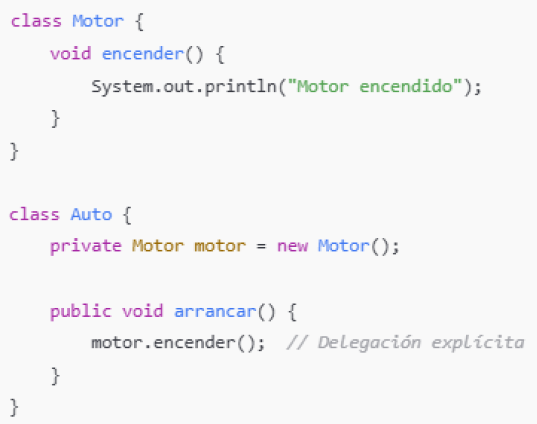 class Motor {
    void encender() {
        System.out.println("Motor encendido");
    }
}

class Auto {
    private Motor motor = new Motor();

    public void arrancar() {
        motor.encender();  // Delegación explícita
    }
}